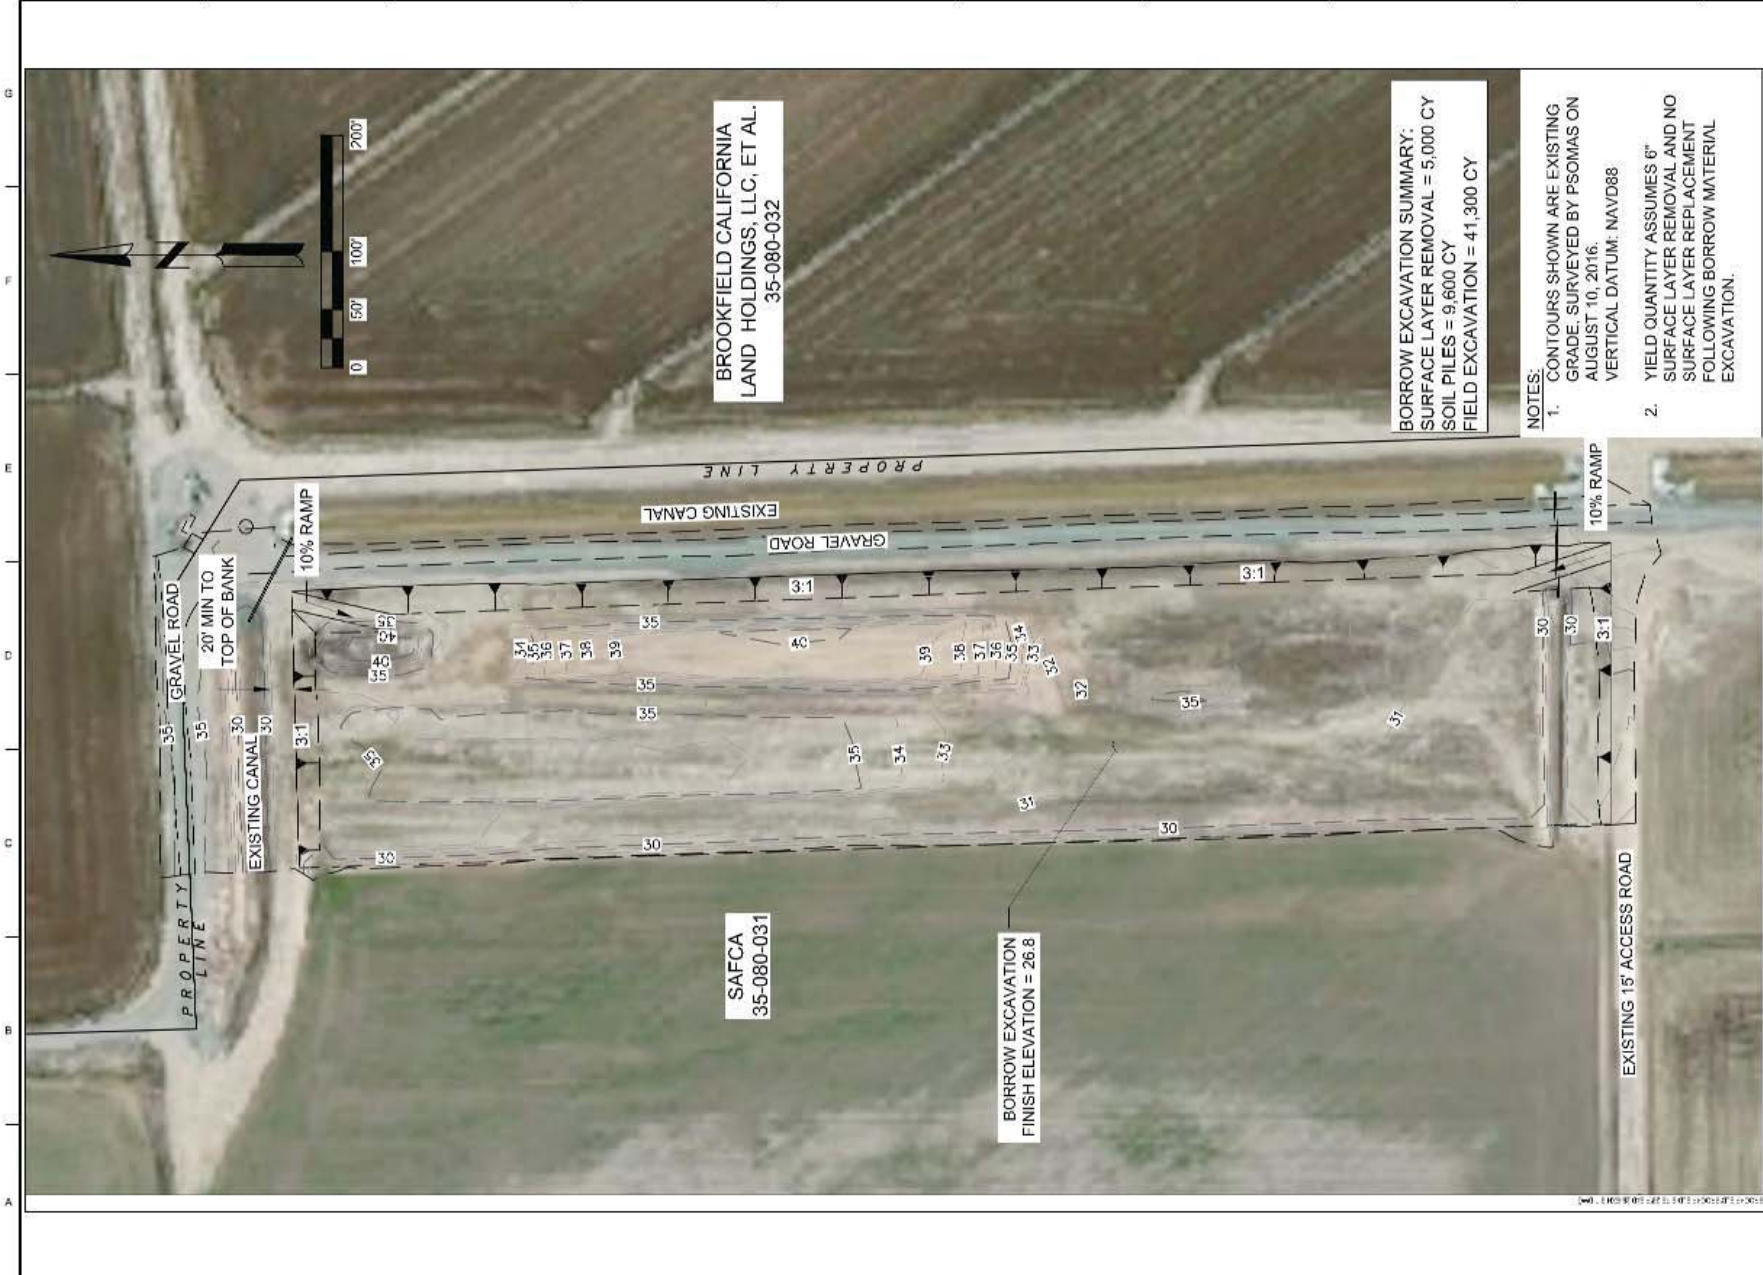 G
F
E
D
C
B
A
0
50'
100'
200'
BROOKFIELD CALIFORNIA
LAND HOLDINGS, LLC, ET AL.
35-080-032
BORROW EXCAVATION SUMMARY:
SURFACE LAYER REMOVAL = 5,000 CY
SOIL PILES = 9,600 CY
FIELD EXCAVATION = 41,300 CY
NOTES:
1. CONTOURS SHOWN ARE EXISTING
GRADE, SURVEYED BY PSOMAS ON
AUGUST 10, 2016.
VERTICAL DATUM: NAVD88
2. YIELD QUANTITY ASSUMES 6"
SURFACE LAYER REMOVAL AND NO
SURFACE LAYER REPLACEMENT
FOLLOWING BORROW MATERIAL
EXCAVATION.
PROPERTY LINE
EXISTING CANAL
GRAVEL ROAD
10% RAMP
10% RAMP
GRAVEL ROAD
20' MIN TO
TOP OF BANK
EXISTING CANAL
PROPERTY
LINE
3:1
3:1
3:1
3:1
35
35
30
30
35
40
40
35
34
35
36
37
38
39
35
35
35
40
39
38
37
36
35
34
33
32
32
35
31
35
35
34
33
31
30
30
30
30
30
SAFCA
35-080-031
BORROW EXCAVATION
FINISH ELEVATION = 26.8
EXISTING 15' ACCESS ROAD